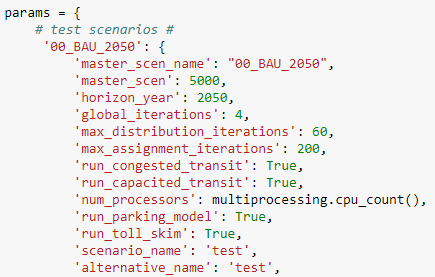 params = {
# test scenarios #
'00_BAU_2050': {
'master_scen_name': "00_BAU_2050",
'master_scen': 5000,
'horizon_year': 2050,
'global_iterations': 4,
'max_distribution_iterations': 60,
'max_assignment_iterations': 200,
'run_congested_transit': True,
'run_capacited_transit': True,
'num_processors': multiprocessing.cpu_count(),
'run_parking_model': True,
'run_toll_skim': True,
'scenario_name': 'test',
'alternative_name': 'test',